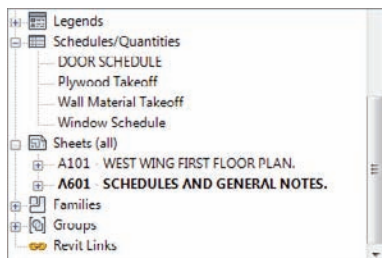 Legends
Schedules/Quantities
DOOR SCHEDULE
Plywood Takeoff
Wall Material Takeoff
Window Schedule
Sheets (all)
A101 - WEST WING FIRST FLOOR PLAN.
A601 - SCHEDULES AND GENERAL NOTES.
Families
Groups
Revit Links